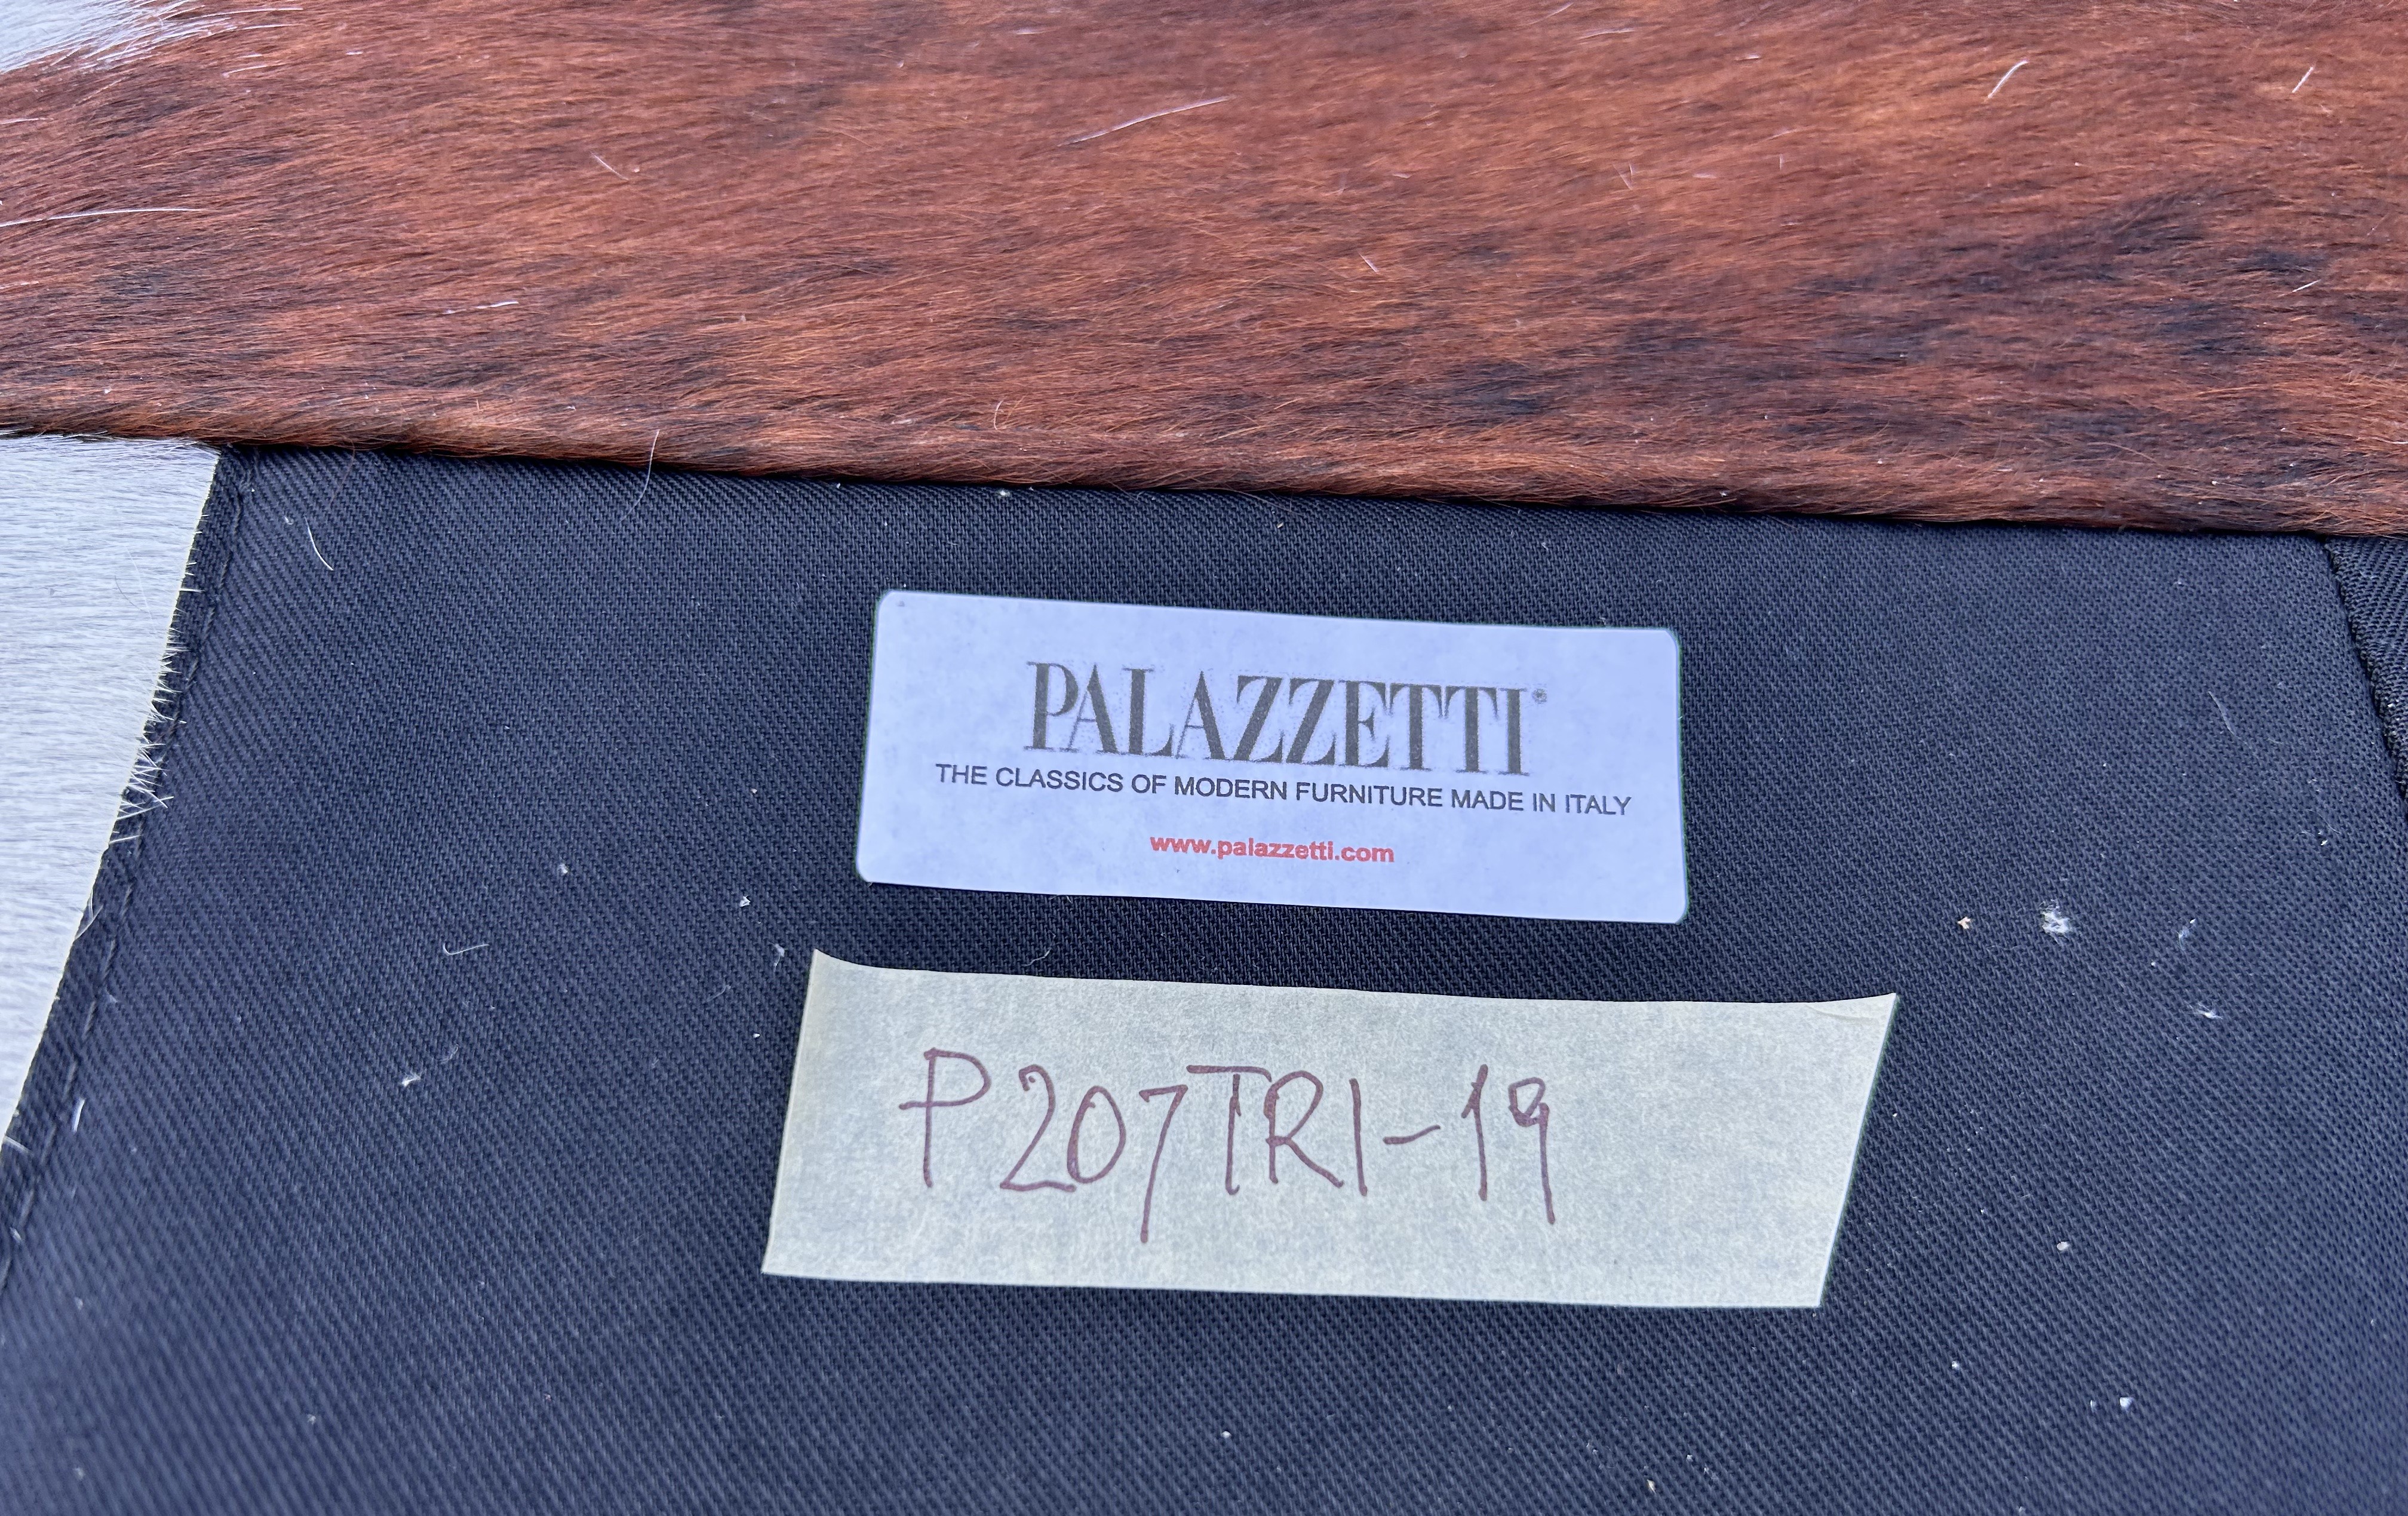 PALAZZETTI®
THE CLASSICS OF MODERN FURNITURE MADE IN ITALY
www.palazzetti.com
P207TRI-19